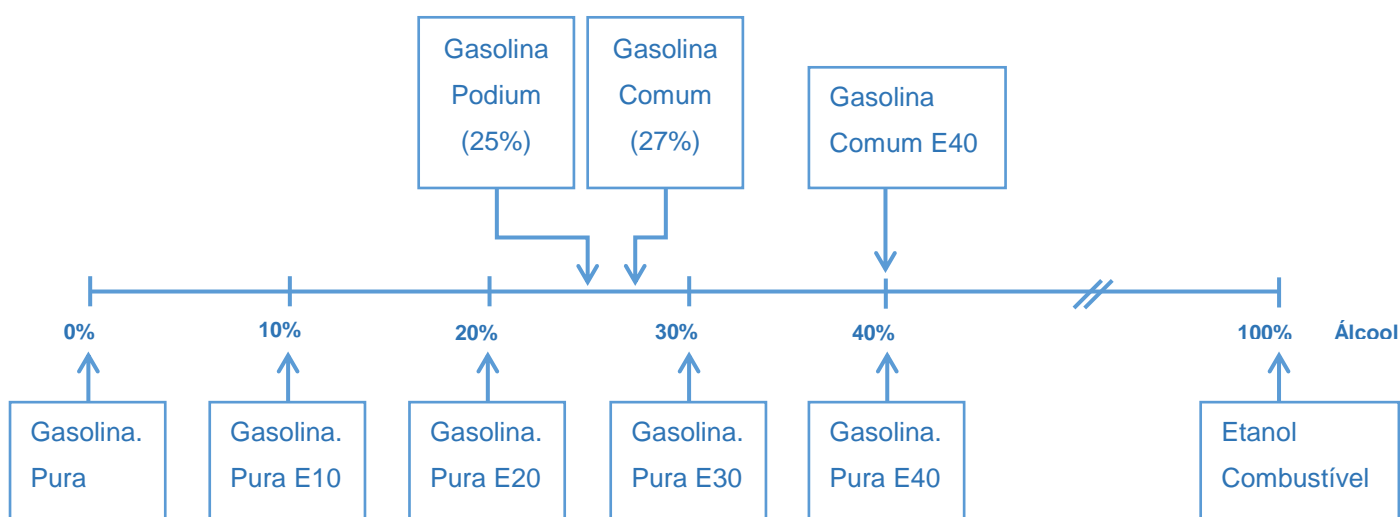 Gasolina
Podium
(25%)
Gasolina
Comum
(27%)
Gasolina
Comum E40
0%
10%
20%
30%
40%
100%
Álcool
Gasolina.
Pura
Gasolina.
Pura E10
Gasolina.
Pura E20
Gasolina.
Pura E30
Gasolina.
Pura E40
Etanol
Combustível